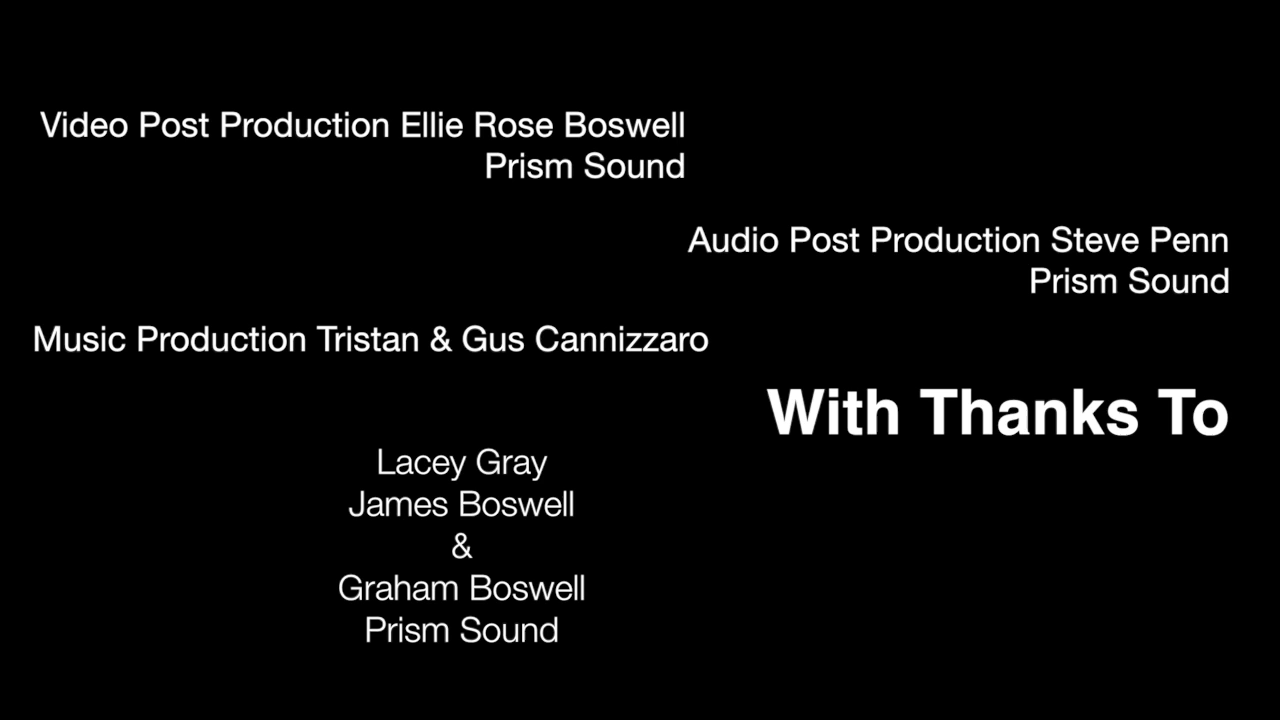 Video Post Production Ellie Rose Boswell
Prism Sound
Audio Post Production Steve Penn
Prism Sound
Music Production Tristan & Gus Cannizzaro
With Thanks To
Lacey Gray
James Boswell
&
Graham Boswell
Prism Sound